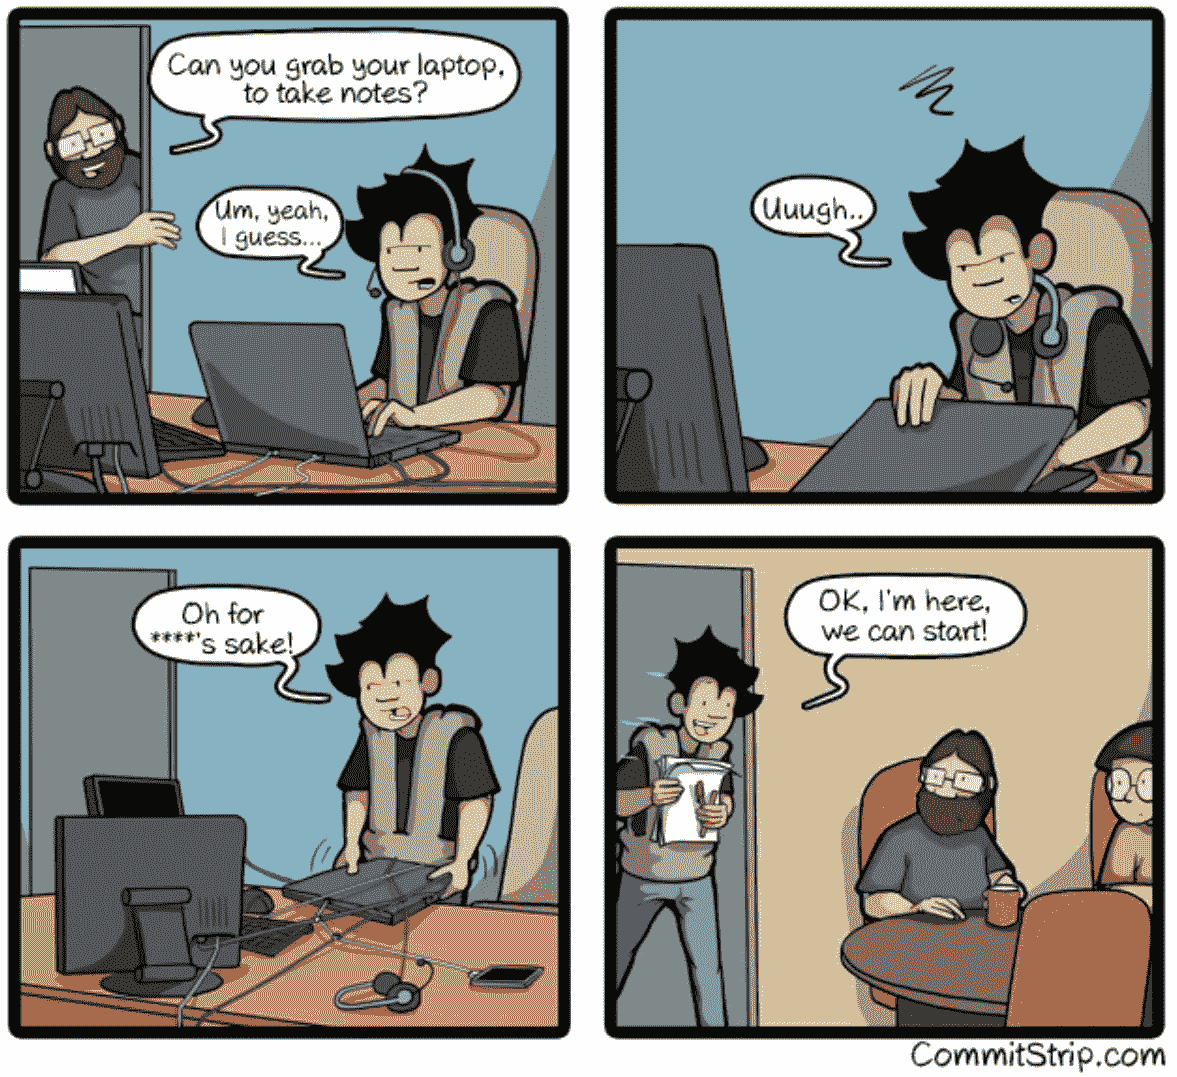 Can you grab your laptop,
to take notes?
Um, yeah,
I guess...
Uuugh..
Oh for
****'s sake!
OK, I'm here,
we can start!
CommitStrip.com